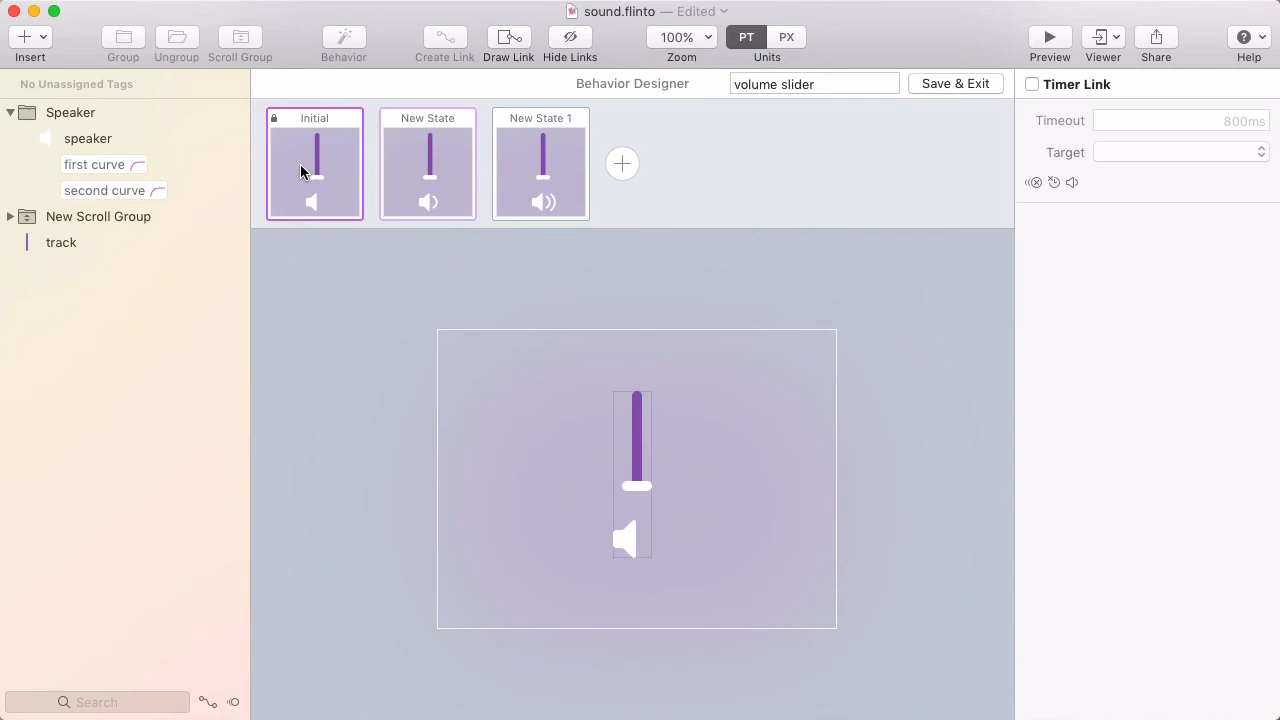 sound.flinto — Edited
Insert
Group
Ungroup
Scroll Group
Behavior
Create Link
Draw Link
Hide Links
100%
Zoom
PT
PX
Units
Preview
Viewer
Share
Help
No Unassigned Tags
Behavior Designer
volume slider
Save & Exit
Timer Link
Speaker
speaker
first curve
second curve
New Scroll Group
track
Initial
New State
New State 1
Timeout
800ms
Target
Search